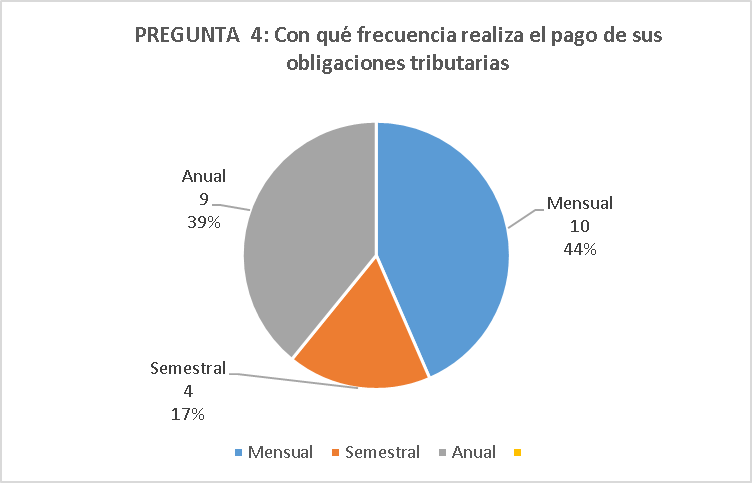 PREGUNTA  4: Con qué frecuencia realiza el pago de sus
obligaciones tributarias
Anual
9
39%
Mensual
10
44%
Semestral
4
17%
Mensual Semestral Anual